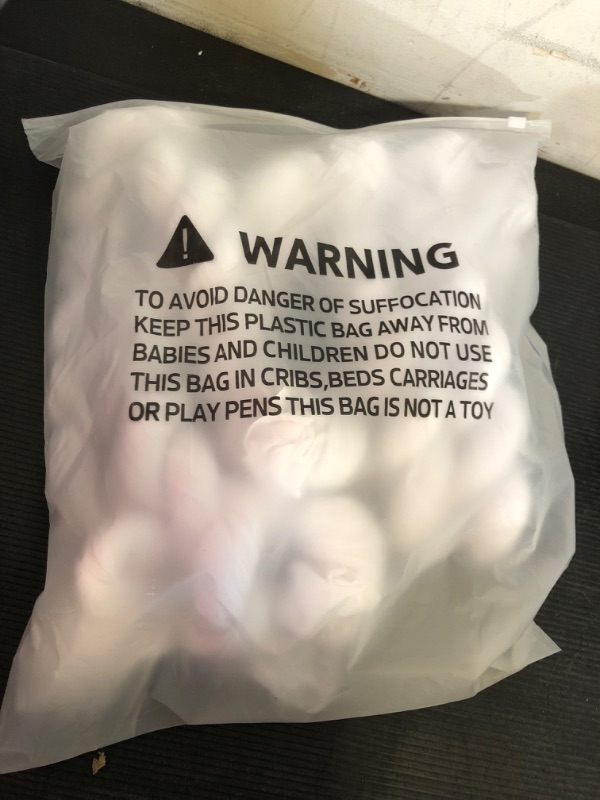 WARNING
TO AVOID DANGER OF SUFFOCATION
KEEP THIS PLASTIC BAG AWAY FROM
BABIES AND CHILDREN DO NOT USE
THIS BAG IN CRIBS,BEDS CARRIAGES
OR PLAY PENS THIS BAG IS NOT A TOY